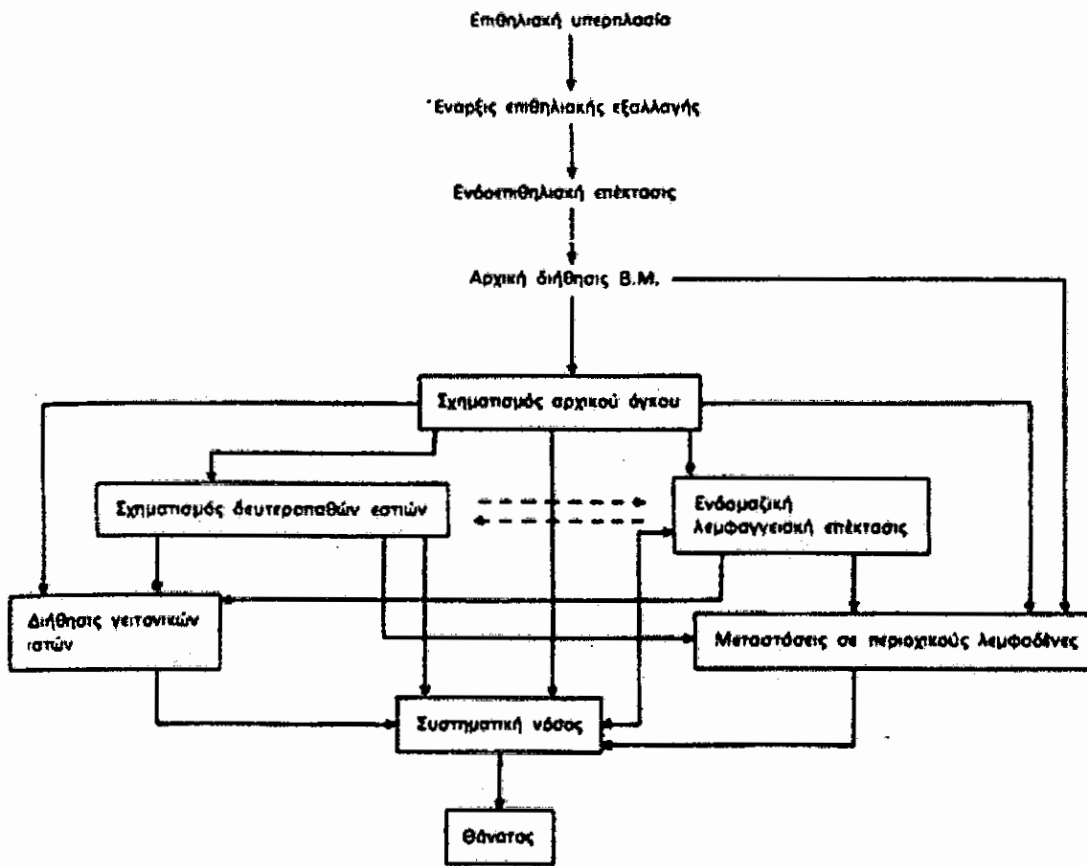 Επιθηλιακή υπερπλασία
Έναρξις επιθηλιακής εξαλλαγής
Ενδοεπιθηλιακή επέκτασις
Αρχική διήθησις Β.Μ.
Σχηματισμός αρχικού όγκου
Σχηματισμός δευτεροπαθών εστιών
Ενδομαζική
λεμφαγγειακή επέκτασις
Διήθησις γειτονικών
ιστών
Μεταστάσεις σε περιοχικούς λεμφαδένες
Συστηματική νόσος
Θάνατος